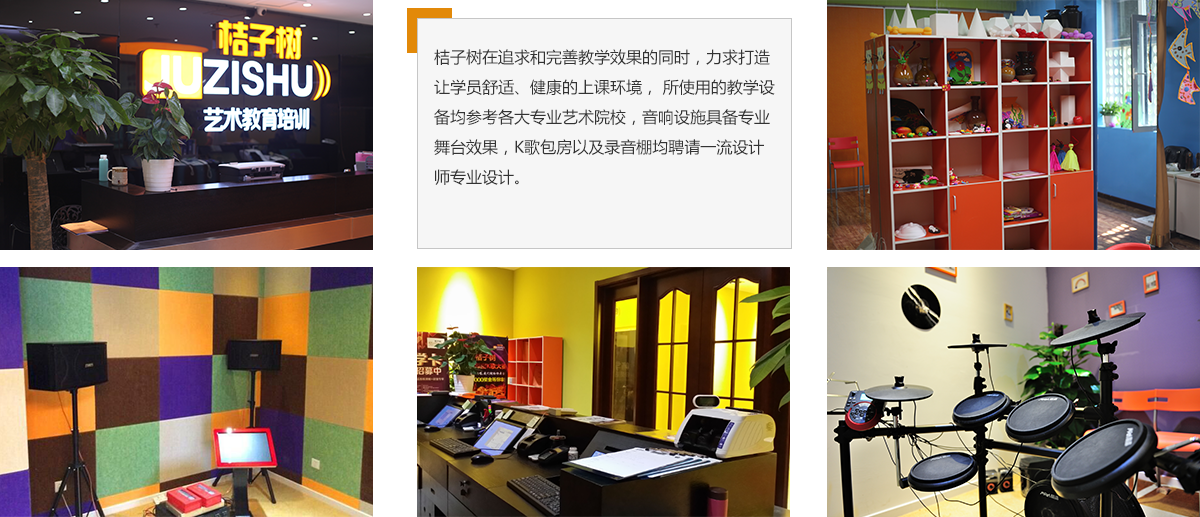 桔子树
JUZISHU
艺术教育培训
桔子树在追求和完善教学效果的同时，力求打造
让学员舒适、健康的上课环境， 所使用的教学设
备均参考各大专业艺术院校，音响设施具备专业
舞台效果，K歌包房以及录音棚均聘请一流设计
师专业设计。
桔子树
招募中